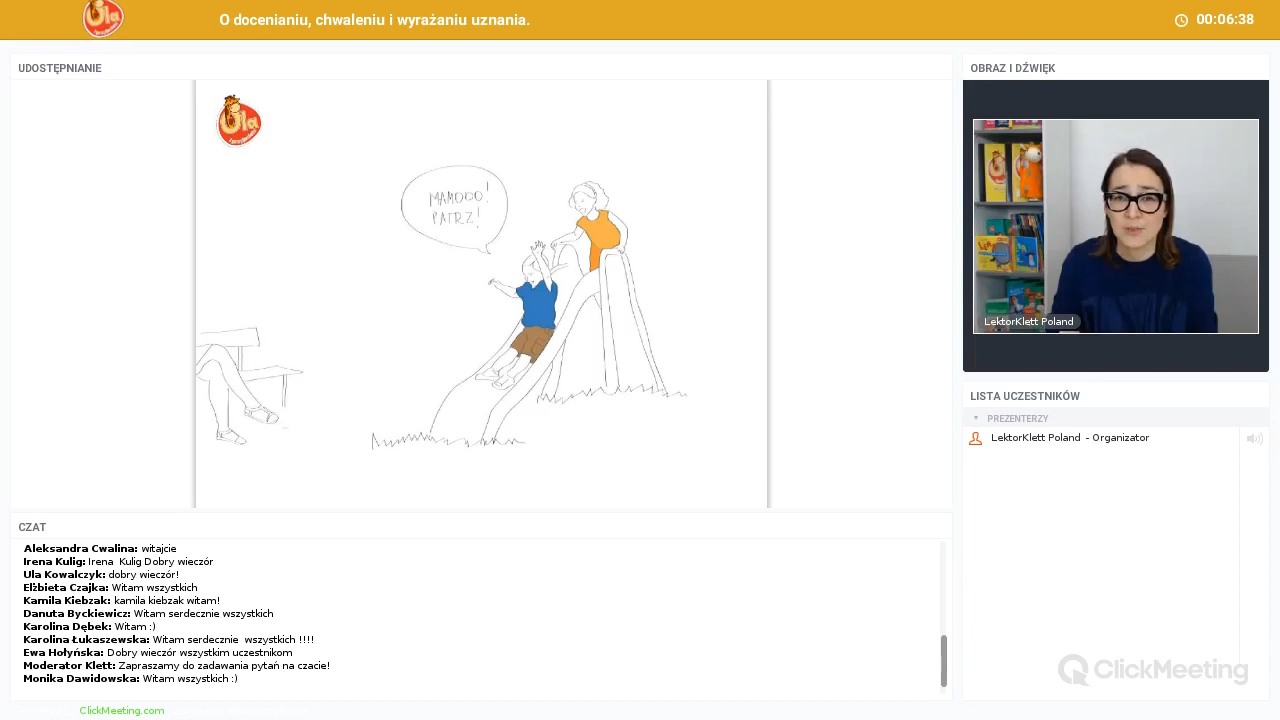 O docenianiu, chwaleniu i wyrażaniu uznania.
00:06:38
UDOSTĘPNIANIE
Ula
MAMOOO!
PATRZ!
OBRAZ I DŹWIĘK
LektorKlett Poland
LISTA UCZESTNIKÓW
PREZENTERZY
LektorKlett Poland - Organizator
CZAT
Aleksandra Cwalina: witajcie
Irena Kulig: Irena Kulig Dobry wieczór
Ula Kowalczyk: dobry wieczór!
Elżbieta Czajka: Witam wszystkich
Kamila Kiebzak: kamila kiebzak witam!
Danuta Byckiewicz: Witam serdecznie wszystkich
Karolina Dębek: Witam :)
Karolina Łukaszewska: Witam serdecznie wszystkich !!!!
Ewa Hołyńska: Dobry wieczór wszystkim uczestnikom
Moderator Klett: Zapraszamy do zadawania pytań na czacie!
Monika Dawidowska: Witam wszystkich :)
ClickMeeting
ClickMeeting.com